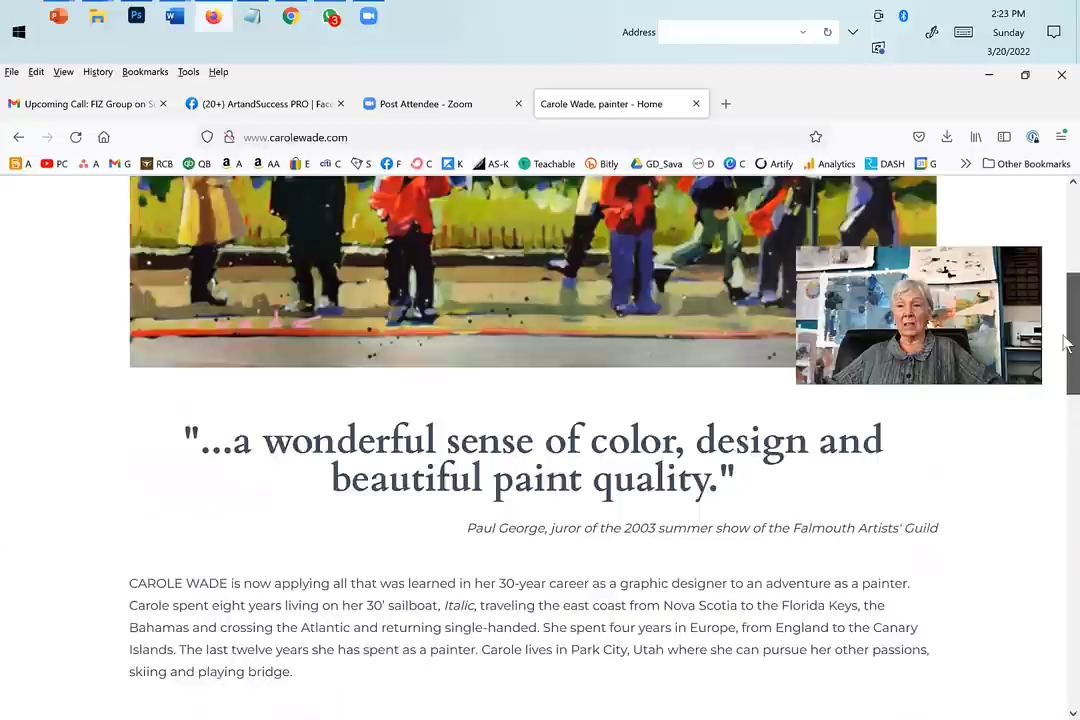 2:23 PM
Address
Sunday
3/20/2022
File Edit View History Bookmarks Tools Help
Upcoming Call: FIZ Group on S
(20+) ArtandSuccess PRO | Fac
Post Attendee - Zoom
Carole Wade, painter - Home
www.carolewade.com
A PC A G RCB QB A AA E C S F C K AS-K Teachable Bitly GD_Sava D C Artify Analytics DASH G Other Bookmarks
"...a wonderful sense of color, design and
beautiful paint quality."
Paul George, juror of the 2003 summer show of the Falmouth Artists' Guild
CAROLE WADE is now applying all that was learned in her 30-year career as a graphic designer to an adventure as a painter.
Carole spent eight years living on her 30' sailboat, Italic, traveling the east coast from Nova Scotia to the Florida Keys, the
Bahamas and crossing the Atlantic and returning single-handed. She spent four years in Europe, from England to the Canary
Islands. The last twelve years she has spent as a painter. Carole lives in Park City, Utah where she can pursue her other passions,
skiing and playing bridge.